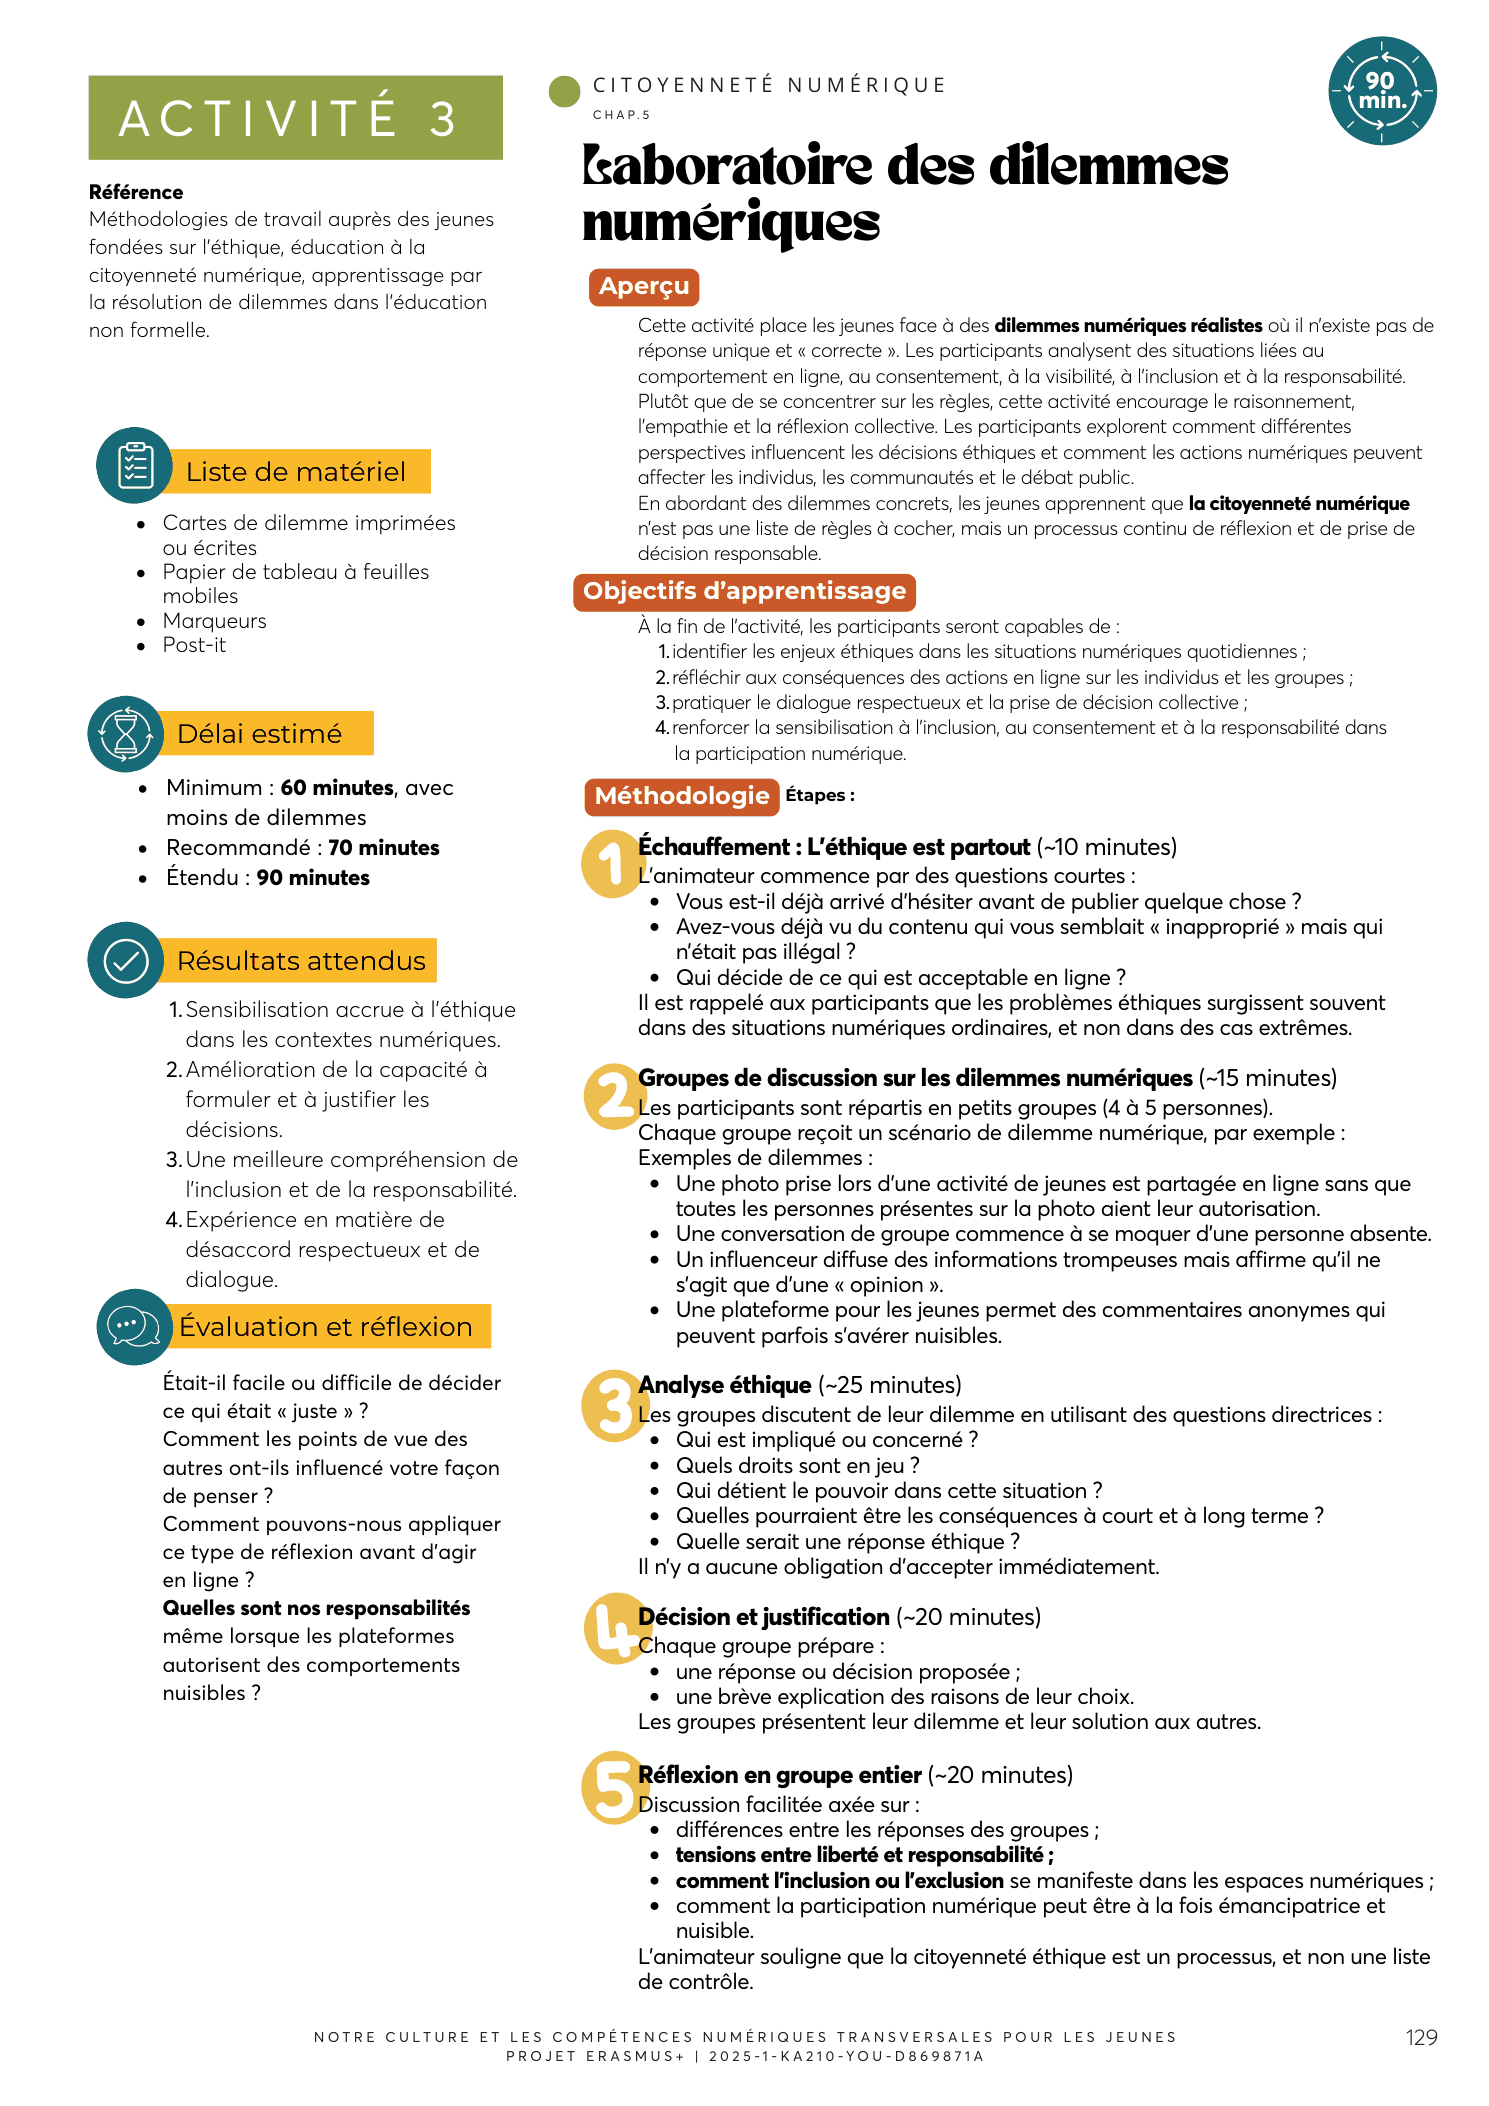 ACTIVITÉ 3
Référence
Méthodologies de travail auprès des jeunes
fondées sur l'éthique, éducation à la
citoyenneté numérique, apprentissage par
la résolution de dilemmes dans l'éducation
non formelle.
Liste de matériel
• Cartes de dilemme imprimées
ou écrites
• Papier de tableau à feuilles
mobiles
• Marqueurs
• Post-it
Délai estimé
• Minimum : 60 minutes, avec
moins de dilemmes
• Recommandé : 70 minutes
• Étendu : 90 minutes
Résultats attendus
1. Sensibilisation accrue à l'éthique
dans les contextes numériques.
2. Amélioration de la capacité à
formuler et à justifier les
décisions.
3. Une meilleure compréhension de
l'inclusion et de la responsabilité.
4. Expérience en matière de
désaccord respectueux et de
dialogue.
Évaluation et réflexion
Était-il facile ou difficile de décider
ce qui était « juste » ?
Comment les points de vue des
autres ont-ils influencé votre façon
de penser ?
Comment pouvons-nous appliquer
ce type de réflexion avant d'agir
en ligne ?
Quelles sont nos responsabilités
même lorsque les plateformes
autorisent des comportements
nuisibles ?
CITOYENNETÉ NUMÉRIQUE
CHAP.5
90
min.
Laboratoire des dilemmes
numériques
Aperçu
Cette activité place les jeunes face à des dilemmes numériques réalistes où il n'existe pas de
réponse unique et « correcte ». Les participants analysent des situations liées au
comportement en ligne, au consentement, à la visibilité, à l'inclusion et à la responsabilité.
Plutôt que de se concentrer sur les règles, cette activité encourage le raisonnement,
l'empathie et la réflexion collective. Les participants explorent comment différentes
perspectives influencent les décisions éthiques et comment les actions numériques peuvent
affecter les individus, les communautés et le débat public.
En abordant des dilemmes concrets, les jeunes apprennent que la citoyenneté numérique
n'est pas une liste de règles à cocher, mais un processus continu de réflexion et de prise de
décision responsable.
Objectifs d'apprentissage
À la fin de l'activité, les participants seront capables de :
1. identifier les enjeux éthiques dans les situations numériques quotidiennes ;
2. réfléchir aux conséquences des actions en ligne sur les individus et les groupes ;
3. pratiquer le dialogue respectueux et la prise de décision collective ;
4. renforcer la sensibilisation à l'inclusion, au consentement et à la responsabilité dans
la participation numérique.
Méthodologie Étapes :
1 Échauffement : L'éthique est partout (~10 minutes)
L'animateur commence par des questions courtes :
• Vous est-il déjà arrivé d'hésiter avant de publier quelque chose ?
• Avez-vous déjà vu du contenu qui vous semblait « inapproprié » mais qui
n'était pas illégal ?
• Qui décide de ce qui est acceptable en ligne ?
Il est rappelé aux participants que les problèmes éthiques surgissent souvent
dans des situations numériques ordinaires, et non dans des cas extrêmes.
2 Groupes de discussion sur les dilemmes numériques (~15 minutes)
Les participants sont répartis en petits groupes (4 à 5 personnes).
Chaque groupe reçoit un scénario de dilemme numérique, par exemple :
Exemples de dilemmes :
• Une photo prise lors d'une activité de jeunes est partagée en ligne sans que
toutes les personnes présentes sur la photo aient leur autorisation.
• Une conversation de groupe commence à se moquer d'une personne absente.
• Un influenceur diffuse des informations trompeuses mais affirme qu'il ne
s'agit que d'une « opinion ».
• Une plateforme pour les jeunes permet des commentaires anonymes qui
peuvent parfois s'avérer nuisibles.
3 Analyse éthique (~25 minutes)
Les groupes discutent de leur dilemme en utilisant des questions directrices :
• Qui est impliqué ou concerné ?
• Quels droits sont en jeu ?
• Qui détient le pouvoir dans cette situation ?
• Quelles pourraient être les conséquences à court et à long terme ?
• Quelle serait une réponse éthique ?
Il n'y a aucune obligation d'accepter immédiatement.
4 Décision et justification (~20 minutes)
Chaque groupe prépare :
• une réponse ou décision proposée ;
• une brève explication des raisons de leur choix.
Les groupes présentent leur dilemme et leur solution aux autres.
5 Réflexion en groupe entier (~20 minutes)
Discussion facilitée axée sur :
• différences entre les réponses des groupes ;
• tensions entre liberté et responsabilité ;
• comment l'inclusion ou l'exclusion se manifeste dans les espaces numériques ;
• comment la participation numérique peut être à la fois émancipatrice et
nuisible.
L'animateur souligne que la citoyenneté éthique est un processus, et non une liste
de contrôle.
NOTRE CULTURE ET LES COMPÉTENCES NUMÉRIQUES TRANSVERSALES POUR LES JEUNES
PROJET ERASMUS+ | 2025-1-KA210-YOU-D869871A
129